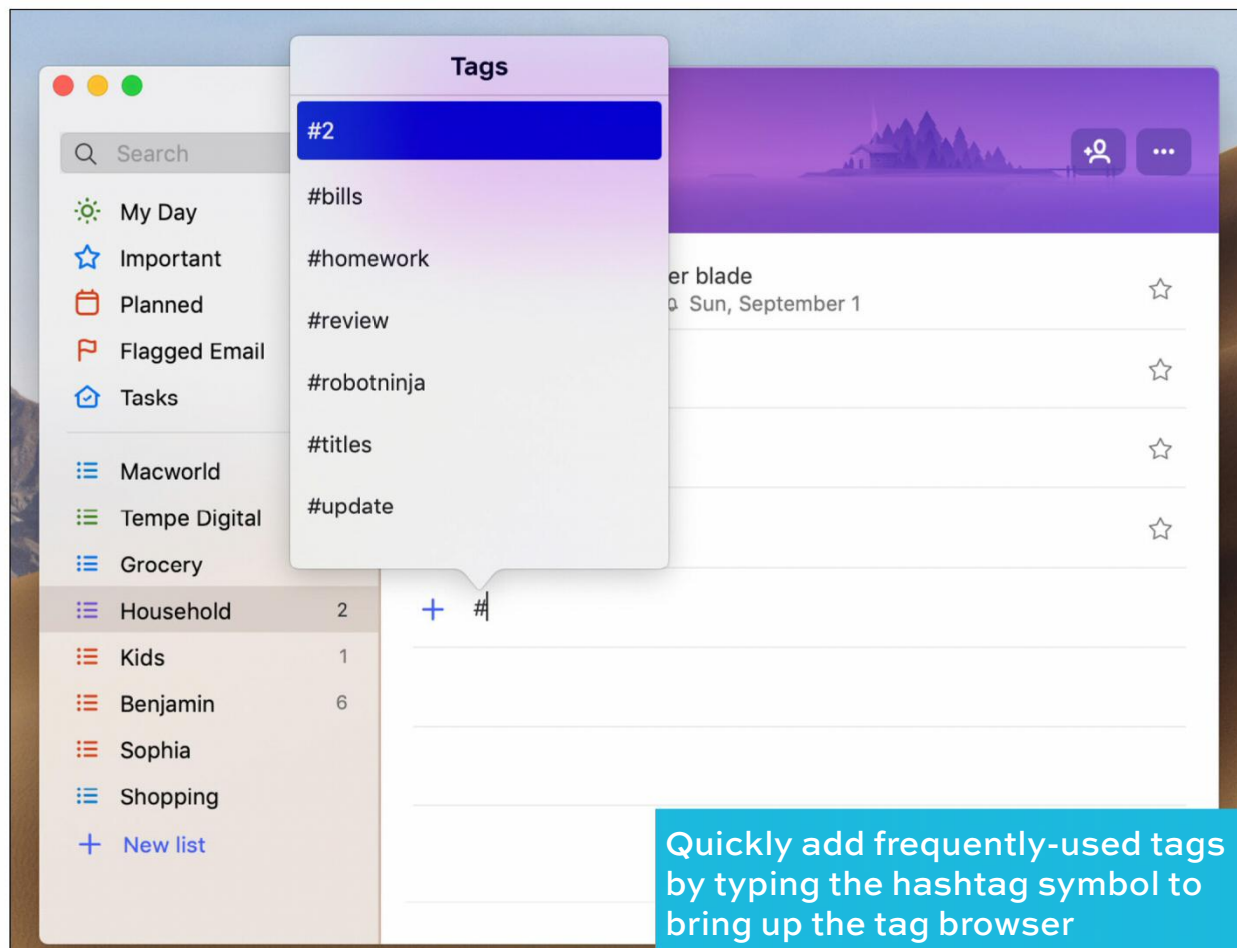 Tags
#2
#bills
#homework
#review
#robotninja
#titles
#update
Search
My Day
Important
Planned
Flagged Email
Tasks
Macworld
Tempe Digital
Grocery
Household 2
Kids 1
Benjamin 6
Sophia
Shopping
+ New list
er blade
Sun, September 1
+ #
Quickly add frequently-used tags
by typing the hashtag symbol to
bring up the tag browser